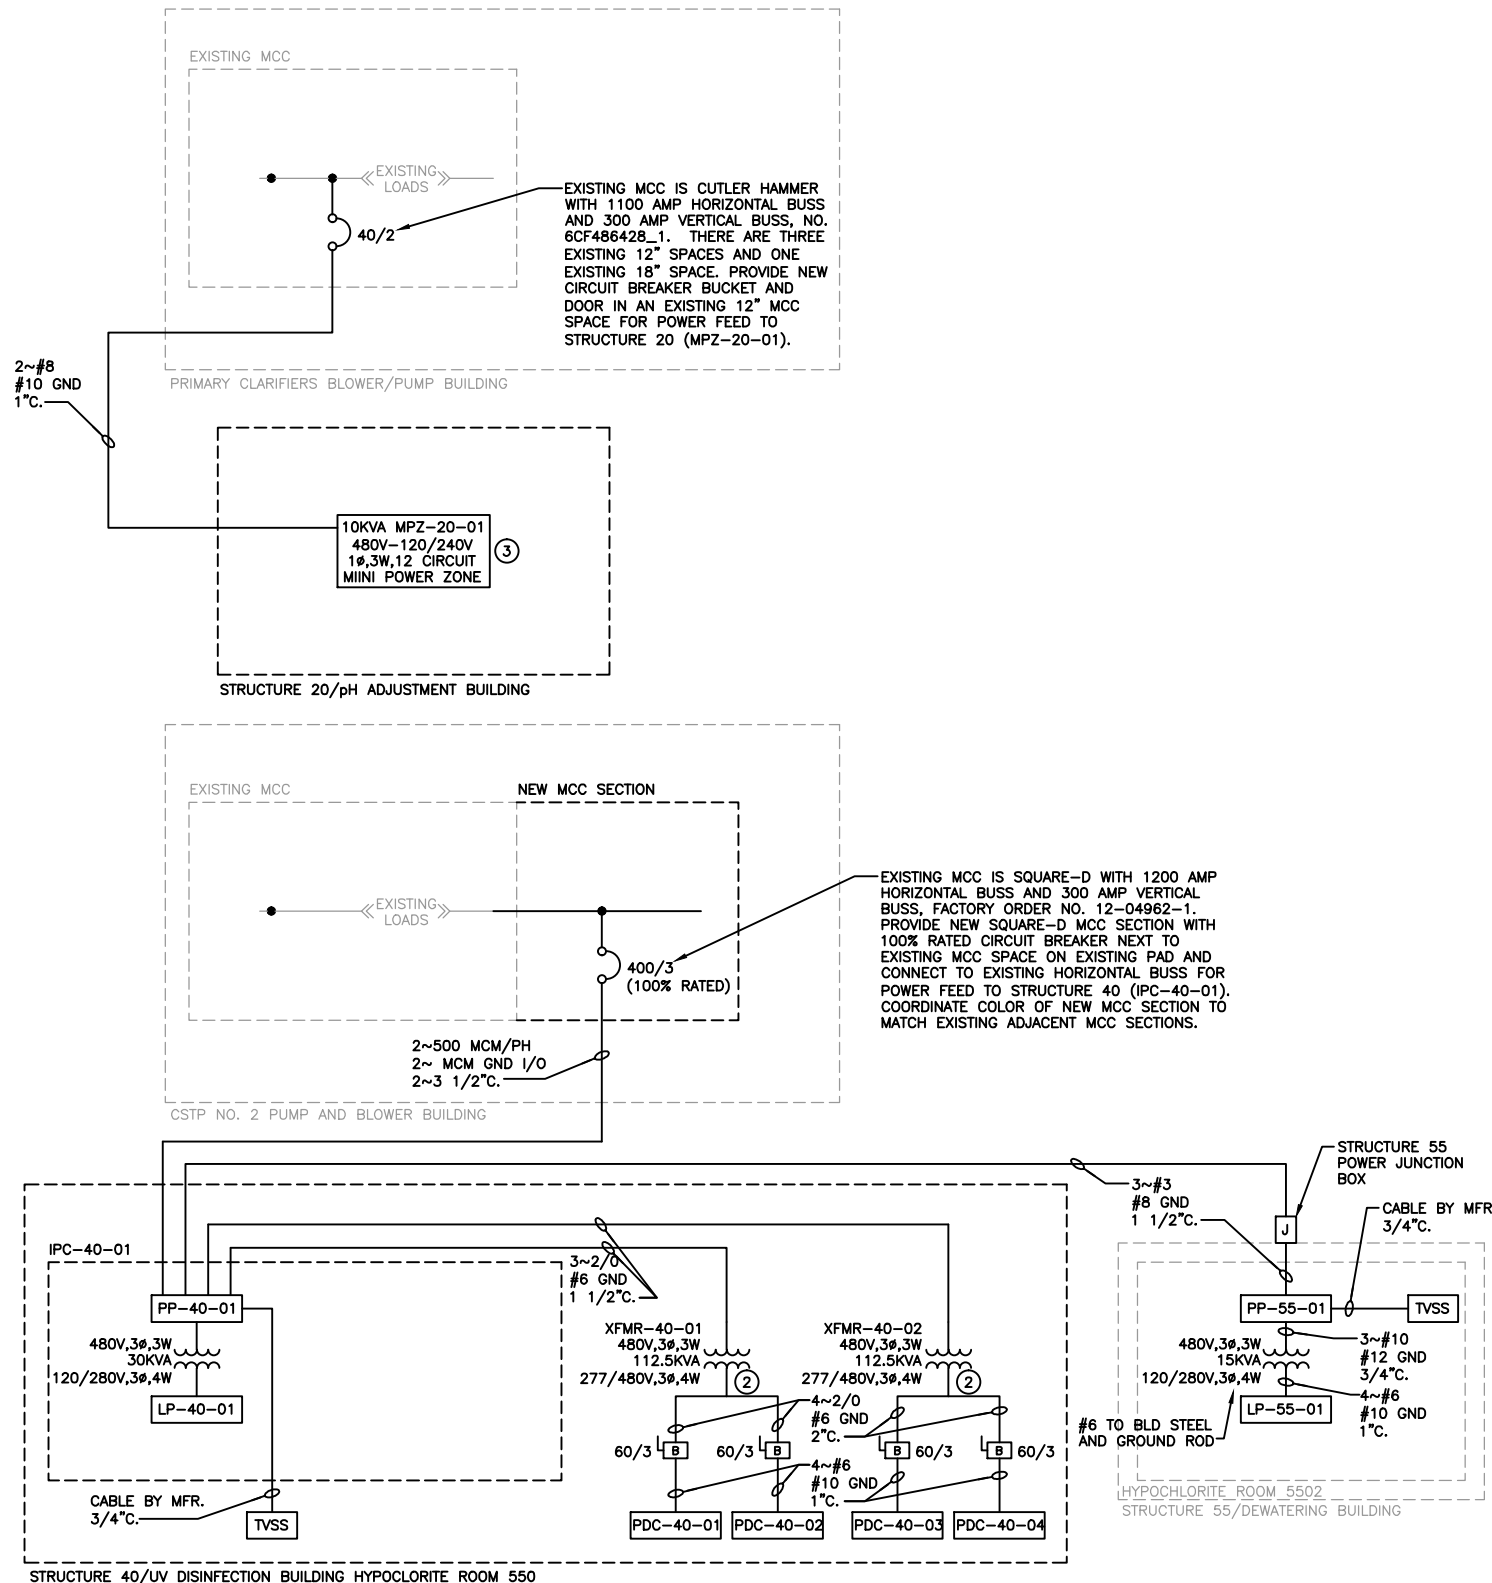 EXISTING MCC
EXISTING
LOADS
40/2
EXISTING MCC IS CUTLER HAMMER
WITH 1100 AMP HORIZONTAL BUSS
AND 300 AMP VERTICAL BUSS, NO.
6CF486428_1. THERE ARE THREE
EXISTING 12" SPACES AND ONE
EXISTING 18" SPACE. PROVIDE NEW
CIRCUIT BREAKER BUCKET AND
DOOR IN AN EXISTING 12" MCC
SPACE FOR POWER FEED TO
STRUCTURE 20 (MPZ-20-01).
PRIMARY CLARIFIERS BLOWER/PUMP BUILDING
2~#8
#10 GND
1"C.
10KVA MPZ-20-01
480V-120/240V
1ø,3W,12 CIRCUIT
MIINI POWER ZONE
3
STRUCTURE 20/pH ADJUSTMENT BUILDING
EXISTING MCC
NEW MCC SECTION
EXISTING
LOADS
400/3
(100% RATED)
EXISTING MCC IS SQUARE-D WITH 1200 AMP
HORIZONTAL BUSS AND 300 AMP VERTICAL
BUSS, FACTORY ORDER NO. 12-04962-1.
PROVIDE NEW SQUARE-D MCC SECTION WITH
100% RATED CIRCUIT BREAKER NEXT TO
EXISTING MCC SPACE ON EXISTING PAD AND
CONNECT TO EXISTING HORIZONTAL BUSS FOR
POWER FEED TO STRUCTURE 40 (IPC-40-01).
COORDINATE COLOR OF NEW MCC SECTION TO
MATCH EXISTING ADJACENT MCC SECTIONS.
2~500 MCM/PH
2~ MCM GND I/O
2~3 1/2"C.
CSTP NO. 2 PUMP AND BLOWER BUILDING
STRUCTURE 55
POWER JUNCTION
BOX
3~#3
#8 GND
1 1/2"C.
CABLE BY MFR
3/4"C.
J
IPC-40-01
3~2/0
#6 GND
1 1/2"C.
PP-40-01
480V,3ø,3W
30KVA
120/280V,3ø,4W
LP-40-01
XFMR-40-01
480V,3ø,3W
112.5KVA
277/480V,3ø,4W
2
XFMR-40-02
480V,3ø,3W
112.5KVA
277/480V,3ø,4W
2
PP-55-01
TVSS
480V,3ø,3W
15KVA
120/280V,3ø,4W
3~#10
#12 GND
3/4"C.
LP-55-01
4~#6
#10 GND
1"C.
#6 TO BLD STEEL
AND GROUND ROD
4~2/0
#6 GND
2"C.
60/3
B
60/3
B
B
60/3
B
60/3
4~#6
#10 GND
1"C.
CABLE BY MFR.
3/4"C.
TVSS
PDC-40-01
PDC-40-02
PDC-40-03
PDC-40-04
HYPOCHLORITE ROOM 5502
STRUCTURE 55/DEWATERING BUILDING
STRUCTURE 40/UV DISINFECTION BUILDING HYPOCLORITE ROOM 550